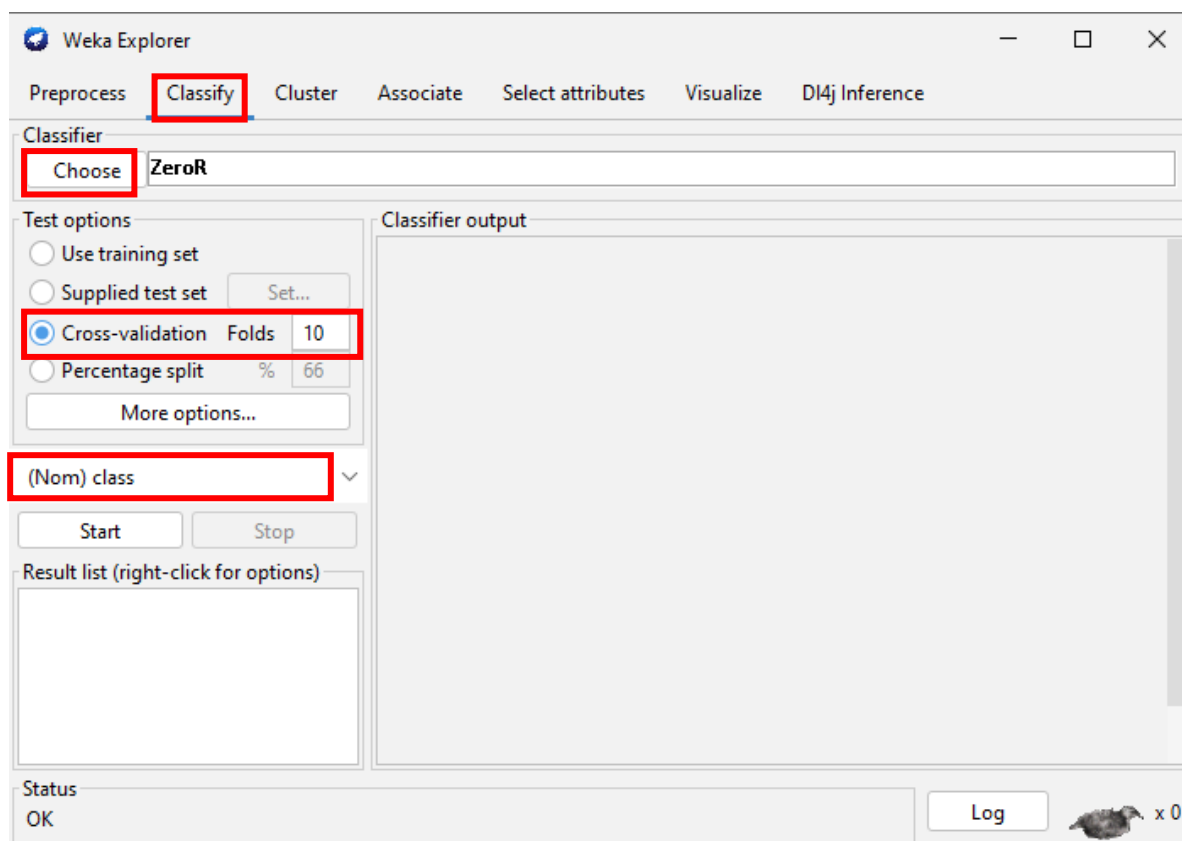 Weka Explorer
Preprocess Classify Cluster Associate Select attributes Visualize Dl4j Inference
Classifier
Choose ZeroR
Test options
Use training set
Supplied test set Set...
Cross-validation Folds 10
Percentage split % 66
More options...
(Nom) class
Start Stop
Result list (right-click for options)
Classifier output
Status
OK
Log x 0